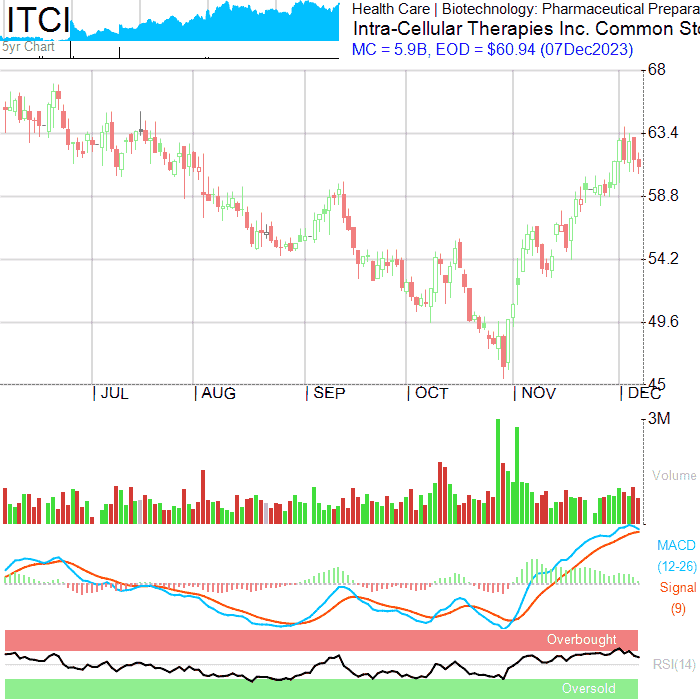 ITCI
5yr Chart
Health Care | Biotechnology: Pharmaceutical Prepara
Intra-Cellular Therapies Inc. Common Sto
MC = 5.9B, EOD = $60.94 (07Dec2023)
68
63.4
58.8
54.2
49.6
45
JUL AUG SEP OCT NOV DEC
3M
Volume
MACD
(12-26)
Signal
(9)
Overbought
RSI(14)
Oversold